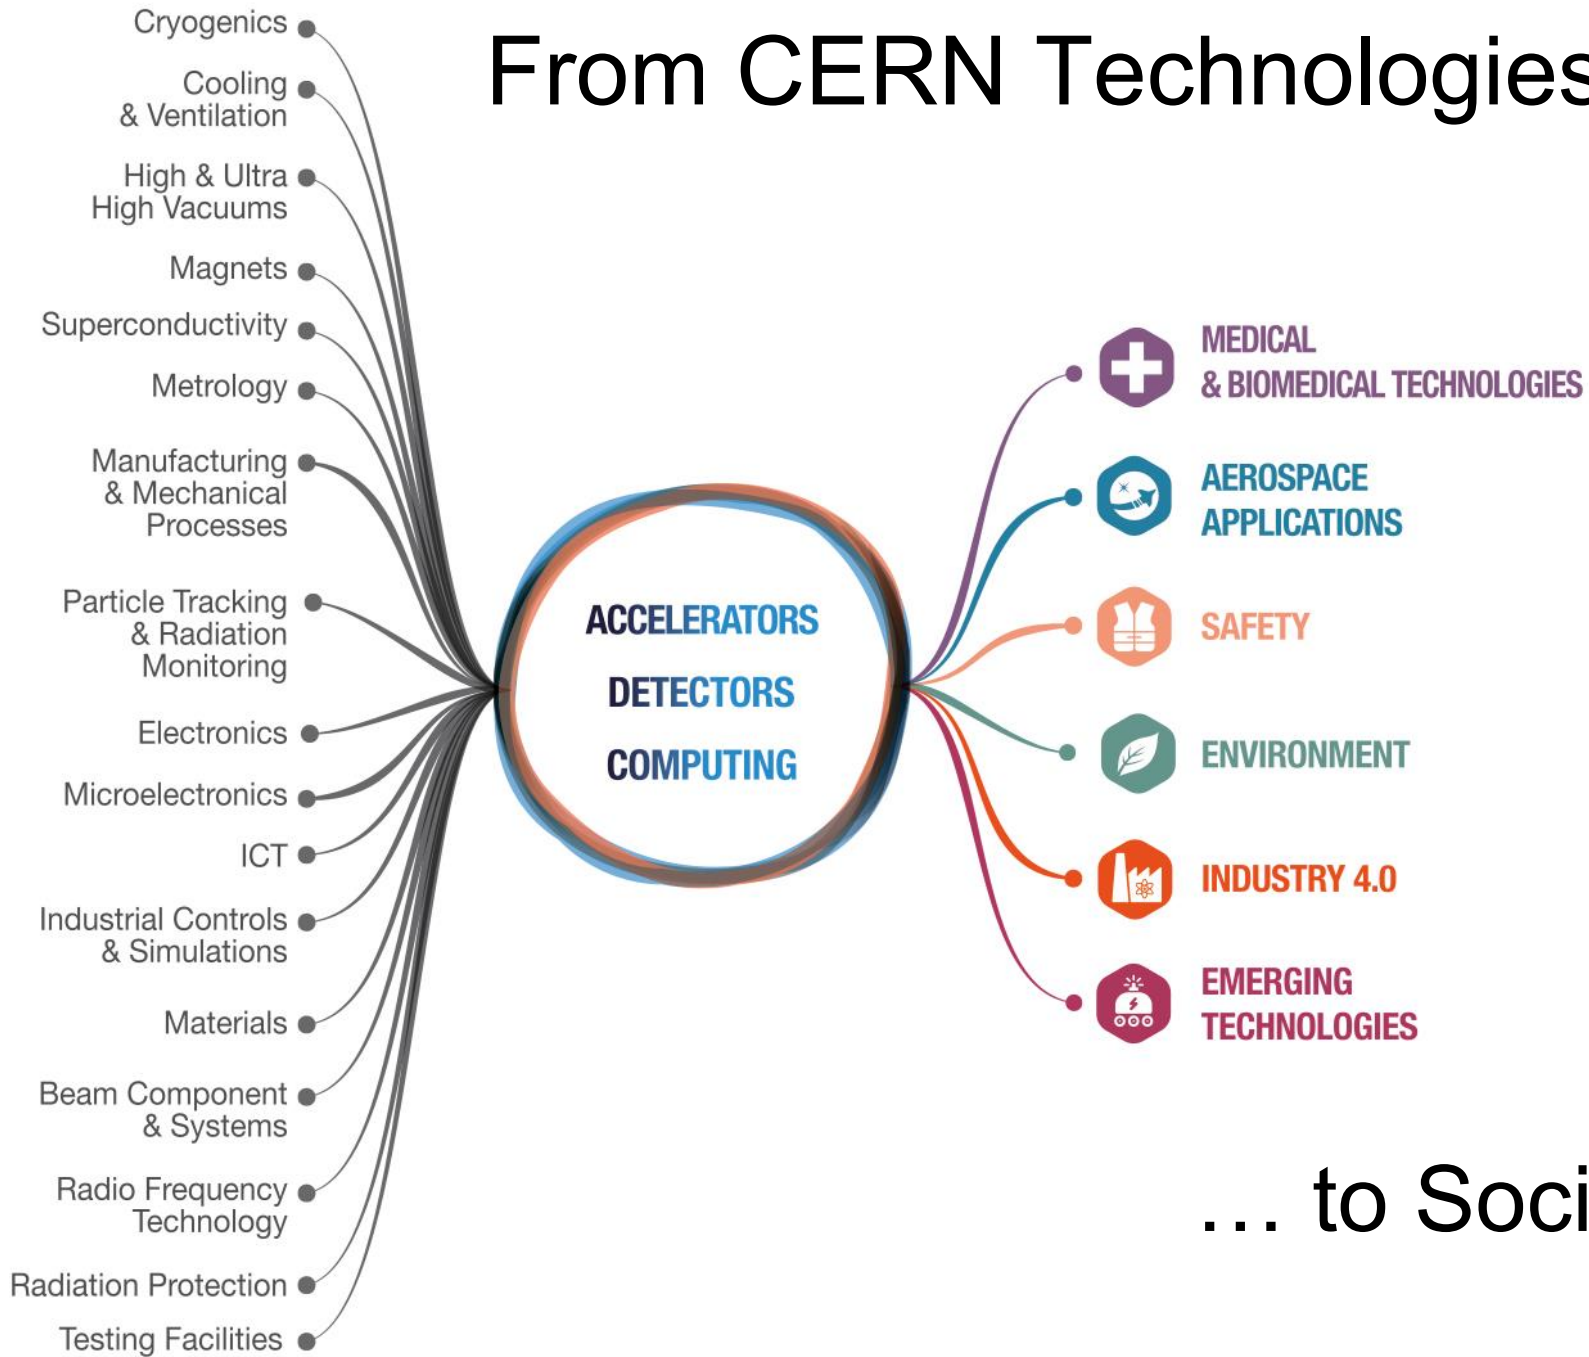 From CERN Technologies
Cryogenics
Cooling
& Ventilation
High & Ultra
High Vacuums
Magnets
Superconductivity
Metrology
Manufacturing
& Mechanical
Processes
Particle Tracking
& Radiation
Monitoring
Electronics
Microelectronics
ICT
Industrial Controls
& Simulations
Materials
Beam Component
& Systems
Radio Frequency
Technology
Radiation Protection
Testing Facilities
ACCELERATORS
DETECTORS
COMPUTING
MEDICAL
& BIOMEDICAL TECHNOLOGIES
AEROSPACE
APPLICATIONS
SAFETY
ENVIRONMENT
INDUSTRY 4.0
EMERGING
TECHNOLOGIES
… to Soci